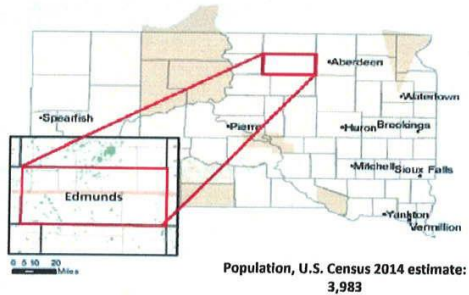 Aberdeen
Watertown
Spearfish
Pierre
Huron Brookings
Mitchell Sioux Falls
Edmunds
Yankton
Vermillion
0 5 10 20
Miles
Population, U.S. Census 2014 estimate:
3,983